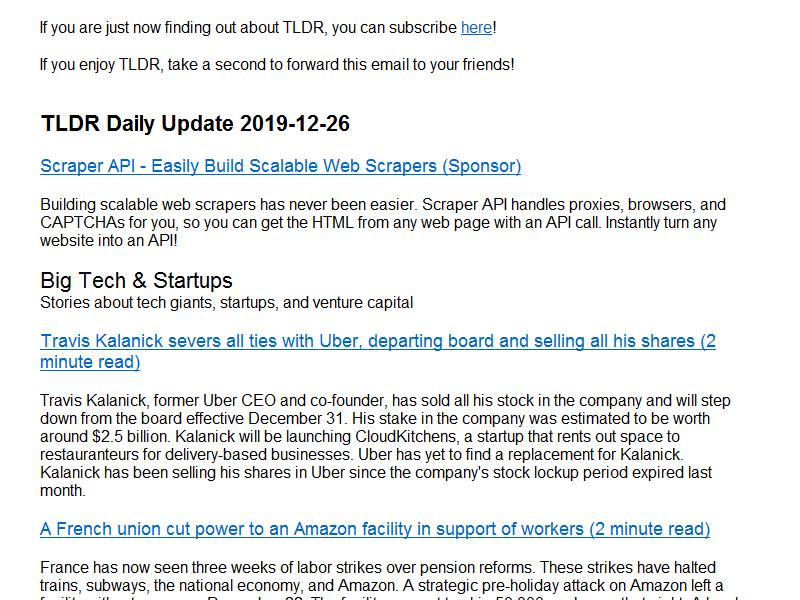 If you are just now finding out about TLDR, you can subscribe here!
If you enjoy TLDR, take a second to forward this email to your friends!
TLDR Daily Update 2019-12-26
Scraper API - Easily Build Scalable Web Scrapers (Sponsor)
Building scalable web scrapers has never been easier. Scraper API handles proxies, browsers, and
CAPTCHAs for you, so you can get the HTML from any web page with an API call. Instantly turn any
website into an API!
Big Tech & Startups
Stories about tech giants, startups, and venture capital
Travis Kalanick severs all ties with Uber, departing board and selling all his shares (2
minute read)
Travis Kalanick, former Uber CEO and co-founder, has sold all his stock in the company and will step
down from the board effective December 31. His stake in the company was estimated to be worth
around $2.5 billion. Kalanick will be launching CloudKitchens, a startup that rents out space to
restauranteurs for delivery-based businesses. Uber has yet to find a replacement for Kalanick.
Kalanick has been selling his shares in Uber since the company's stock lockup period expired last
month.
A French union cut power to an Amazon facility in support of workers (2 minute read)
France has now seen three weeks of labor strikes over pension reforms. These strikes have halted
trains, subways, the national economy, and Amazon. A strategic pre-holiday attack on Amazon left a